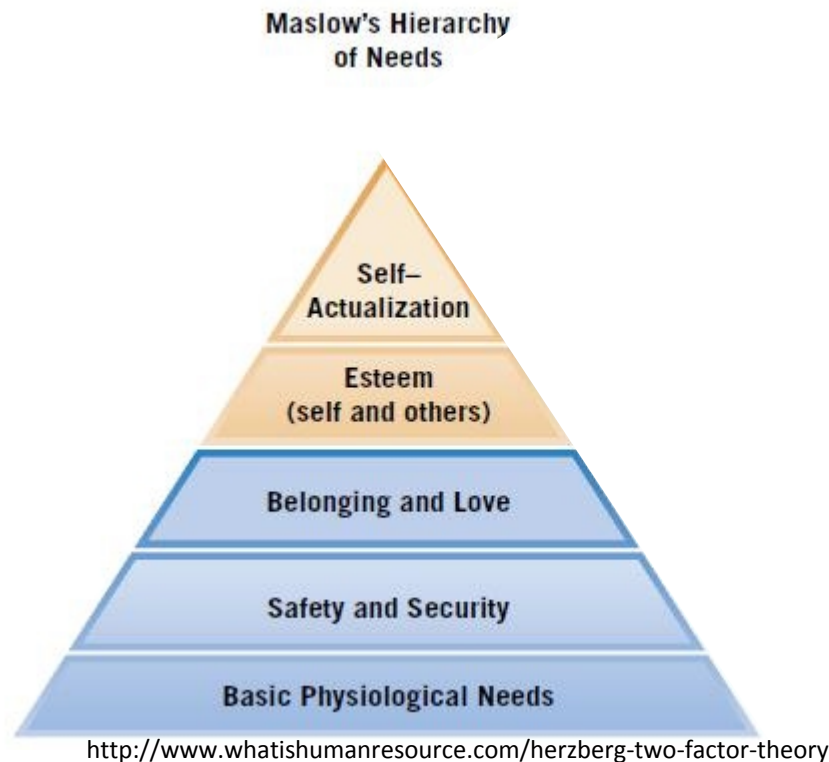 Maslow's Hierarchy
of Needs
Self–
Actualization
Esteem
(self and others)
Belonging and Love
Safety and Security
Basic Physiological Needs
http://www.whatishumanresource.com/herzberg-two-factor-theory